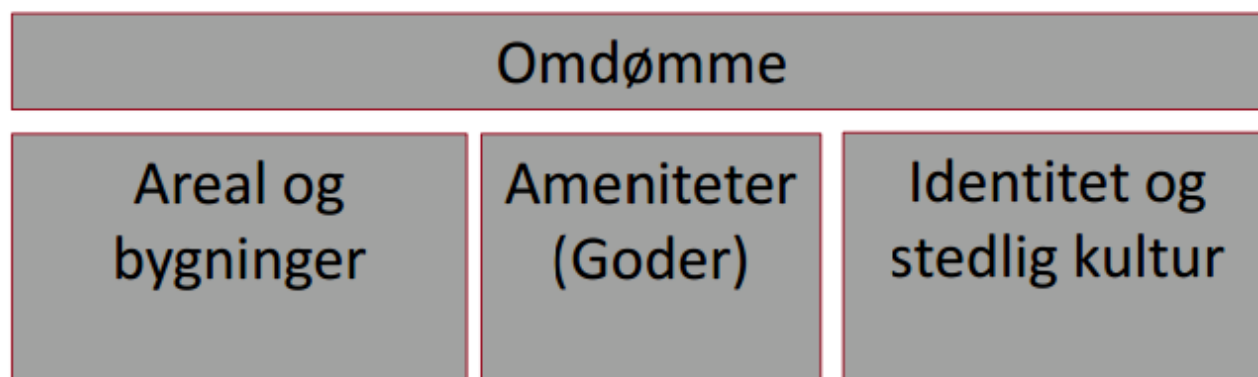 Omdømme
Areal og
bygninger
Ameniteter
(Goder)
Identitet og
stedlig kultur